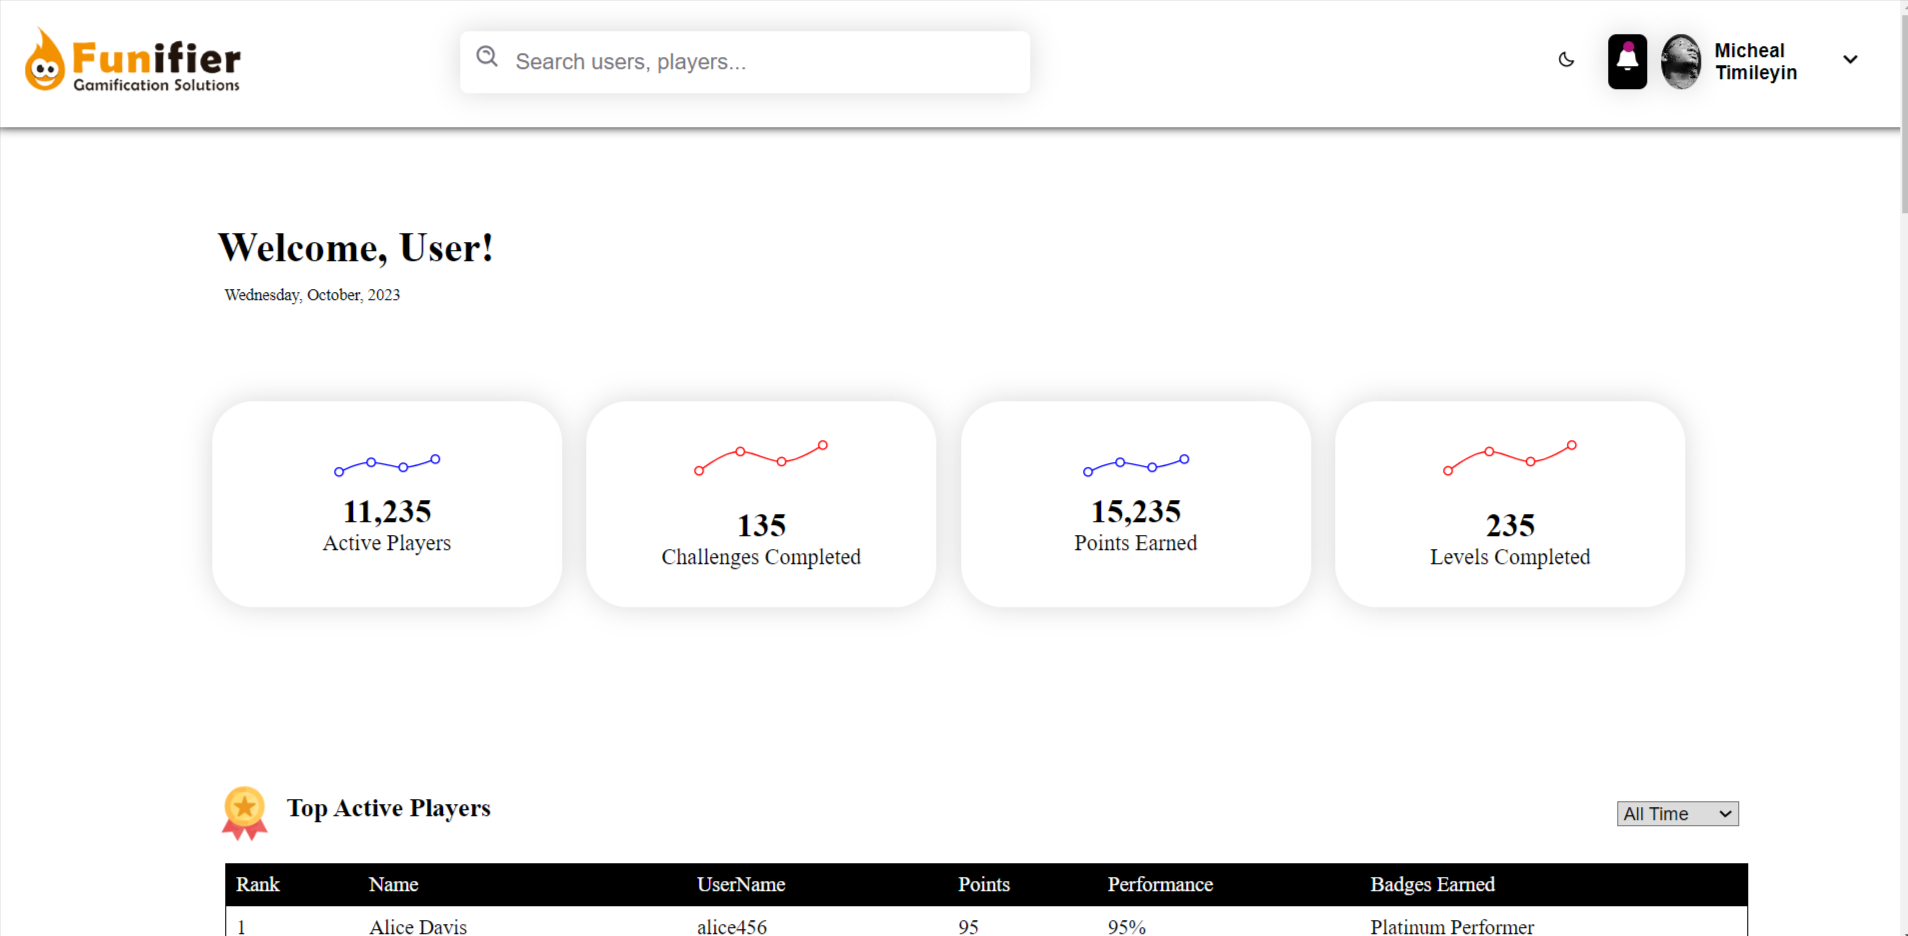 Funifier
Gamification Solutions
Search users, players...
Micheal
Timileyin
Welcome, User!
Wednesday, October, 2023
11,235
Active Players
135
Challenges Completed
15,235
Points Earned
235
Levels Completed
Top Active Players
All Time
Rank Name UserName Points Performance Badges Earned
1 Alice Davis alice456 95 95% Platinum Performer